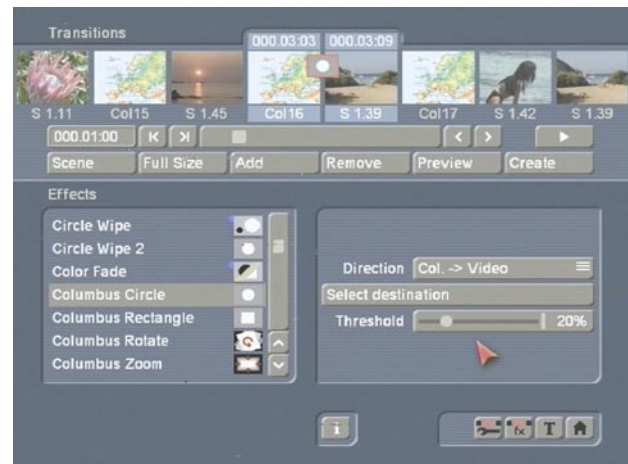 Transitions
000.03:03 000.03:09
S 1.11 Col15 S 1.45 Col16 S 1.39 Col17 S 1.42 S 1.39
000.01:00
Scene Full Size Add Remove Preview Create
Effects
Circle Wipe
Circle Wipe 2
Color Fade
Columbus Circle
Columbus Rectangle
Columbus Rotate
Columbus Zoom
Direction Col. -> Video
Select destination
Threshold 20%
i
fx T